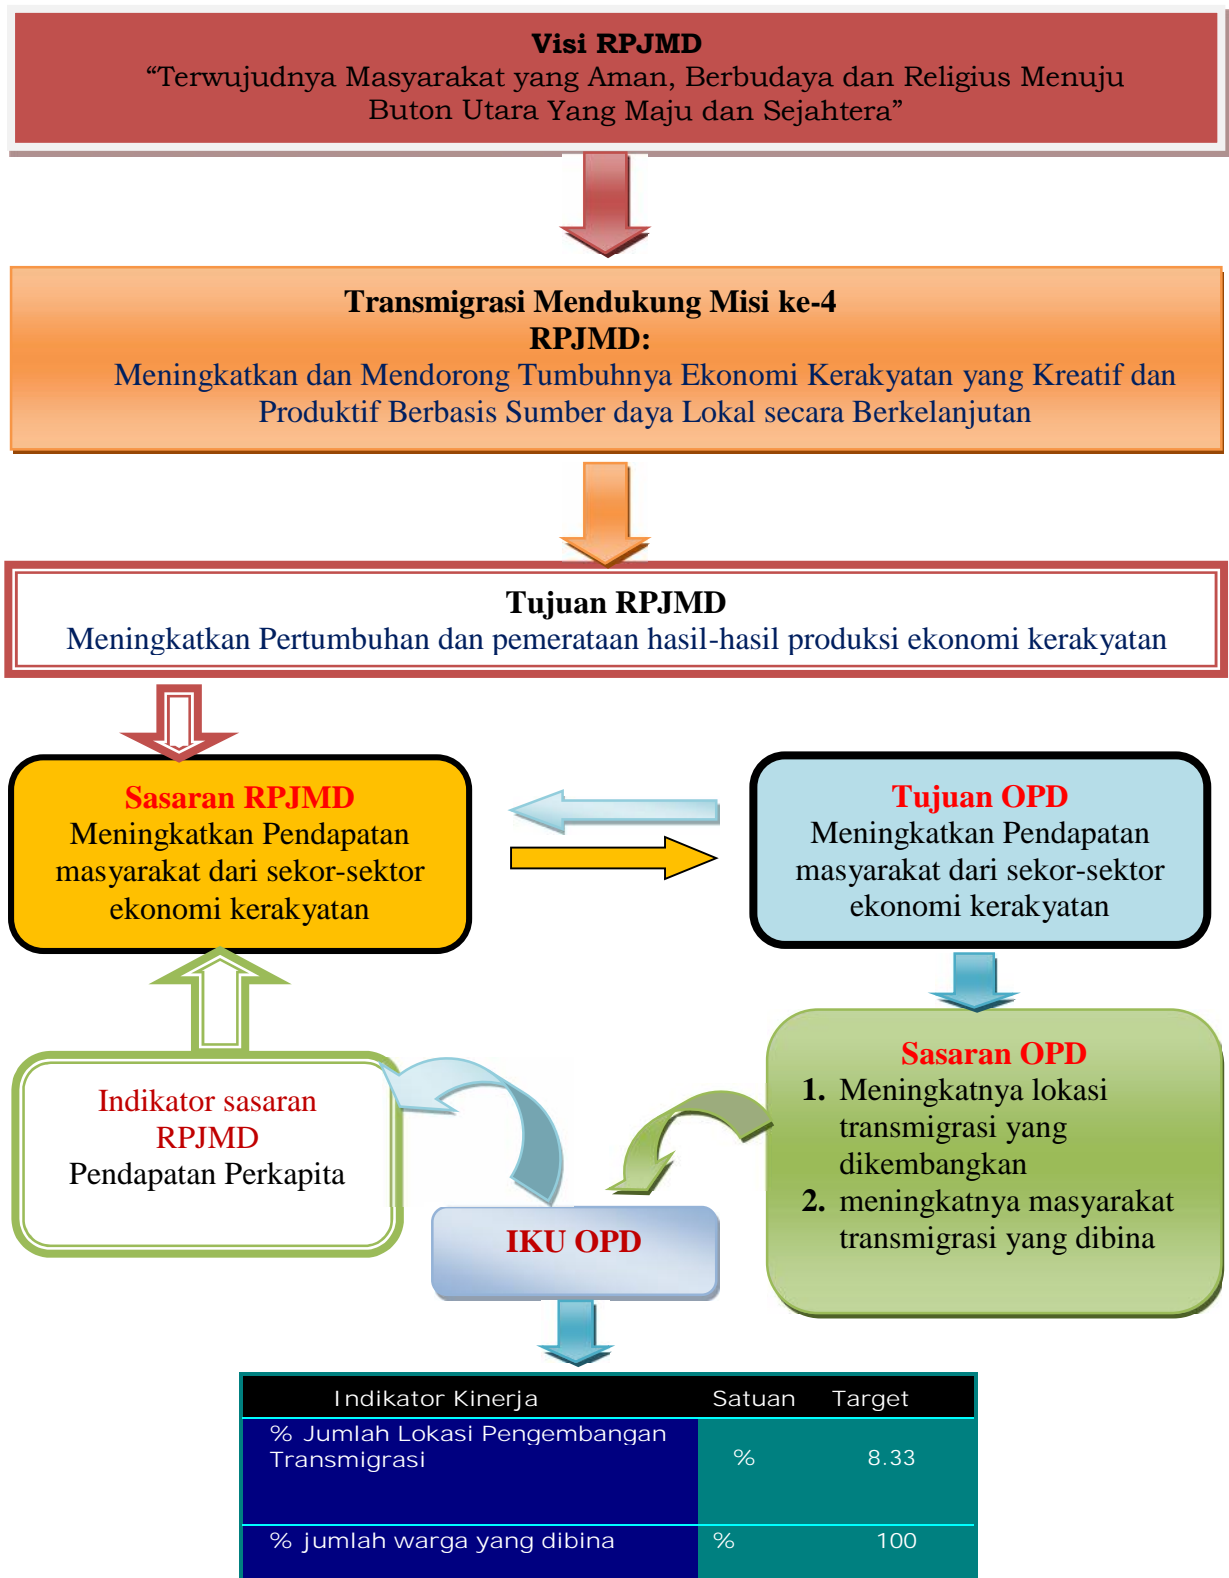 Visi RPJMD
“Terwujudnya Masyarakat yang Aman, Berbudaya dan Religius Menuju
Buton Utara Yang Maju dan Sejahtera”
Transmigrasi Mendukung Misi ke-4
RPJMD:
Meningkatkan dan Mendorong Tumbuhnya Ekonomi Kerakyatan yang Kreatif dan
Produktif Berbasis Sumber daya Lokal secara Berkelanjutan
Tujuan RPJMD
Meningkatkan Pertumbuhan dan pemerataan hasil-hasil produksi ekonomi kerakyatan
Sasaran RPJMD
Meningkatkan Pendapatan
masyarakat dari sekor-sektor
ekonomi kerakyatan
Tujuan OPD
Meningkatkan Pendapatan
masyarakat dari sekor-sektor
ekonomi kerakyatan
Indikator sasaran
RPJMD
Pendapatan Perkapita
Sasaran OPD
1. Meningkatnya lokasi
transmigrasi yang
dikembangkan
2. meningkatnya masyarakat
transmigrasi yang dibina
IKU OPD
Indikator Kinerja Satuan Target
% Jumlah Lokasi Pengembangan
Transmigrasi % 8.33
% jumlah warga yang dibina % 100